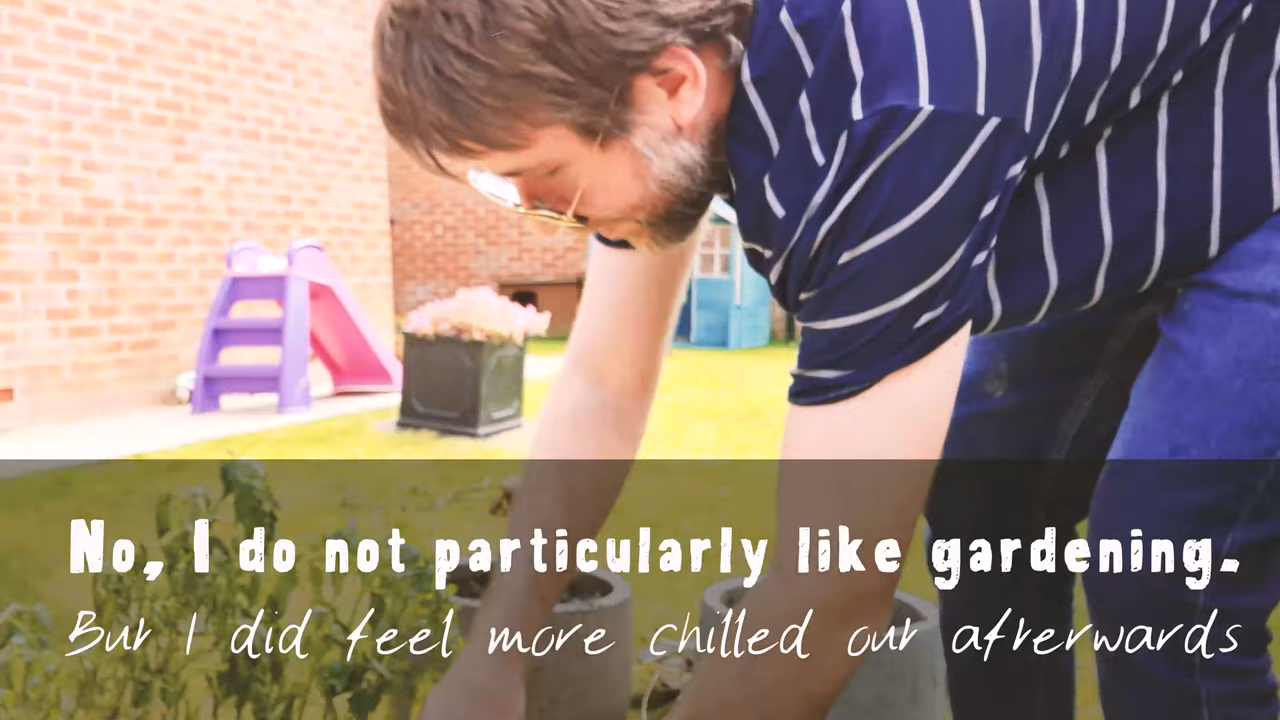 No, I do not particularly like gardening.
But I did feel more chilled out afterwards